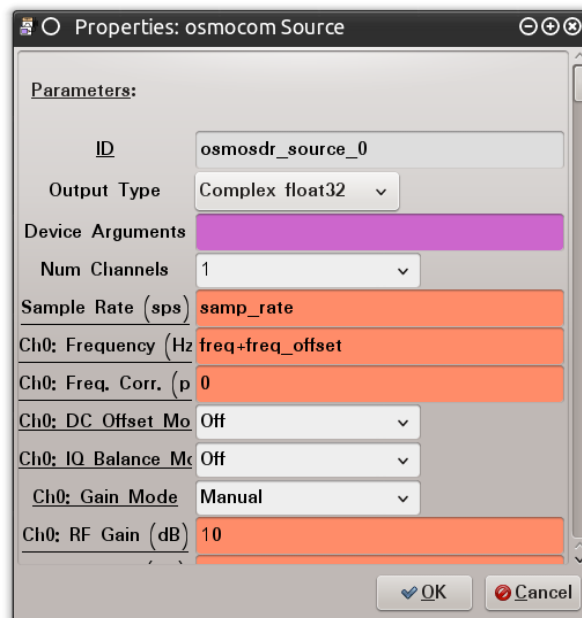 Properties: osmocom Source
Parameters:
ID osmosdr_source_0
Output Type Complex float32
Device Arguments
Num Channels 1
Sample Rate (sps) samp_rate
Ch0: Frequency (Hz freq+freq_offset
Ch0: Freq. Corr. (p 0
Ch0: DC Offset Mo Off
Ch0: IQ Balance Mo Off
Ch0: Gain Mode Manual
Ch0: RF Gain (dB) 10
OK Cancel